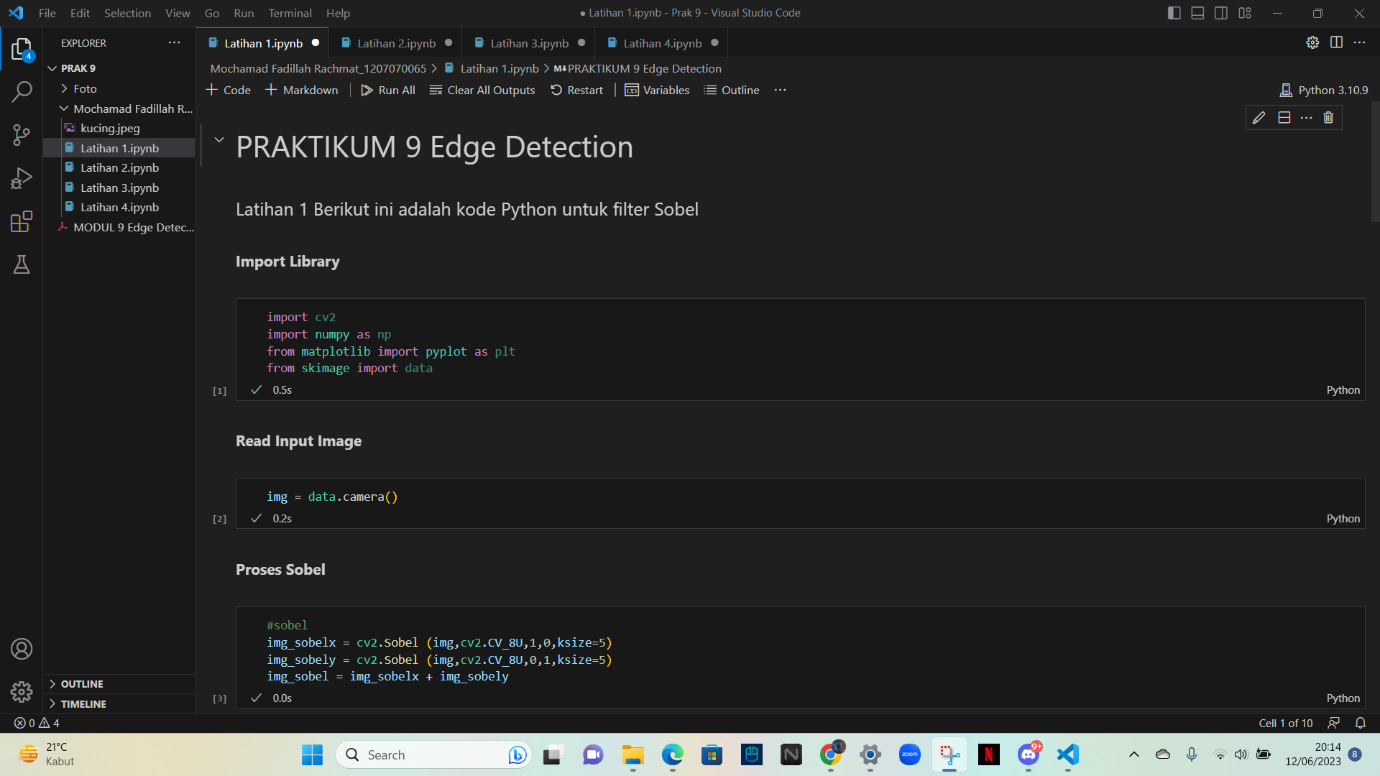 File Edit Selection View Go Run Terminal Help
● Latihan 1.ipynb - Prak 9 - Visual Studio Code
EXPLORER
4
PRAK 9
Foto
Mochamad Fadillah R...
kucing.jpeg
Latihan 1.ipynb
Latihan 2.ipynb
Latihan 3.ipynb
Latihan 4.ipynb
MODUL 9 Edge Detec...
OUTLINE
TIMELINE
Latihan 1.ipynb Latihan 2.ipynb Latihan 3.ipynb Latihan 4.ipynb
Mochamad Fadillah Rachmat_1207070065 > Latihan 1.ipynb > M↓PRAKTIKUM 9 Edge Detection
+ Code + Markdown Run All Clear All Outputs Restart Variables Outline ... Python 3.10.9
PRAKTIKUM 9 Edge Detection
Latihan 1 Berikut ini adalah kode Python untuk filter Sobel
Import Library
import cv2
import numpy as np
from matplotlib import pyplot as plt
from skimage import data
[1] ✓ 0.5s Python
Read Input Image
img = data.camera()
[2] ✓ 0.2s Python
Proses Sobel
#sobel
img_sobelx = cv2.Sobel (img,cv2.CV_8U,1,0,ksize=5)
img_sobely = cv2.Sobel (img,cv2.CV_8U,0,1,ksize=5)
img_sobel = img_sobelx + img_sobely
[3] ✓ 0.0s Python
0 4 Cell 1 of 10
21°C
Kabut
Search
zoom
N
9+
20:14
12/06/2023
8